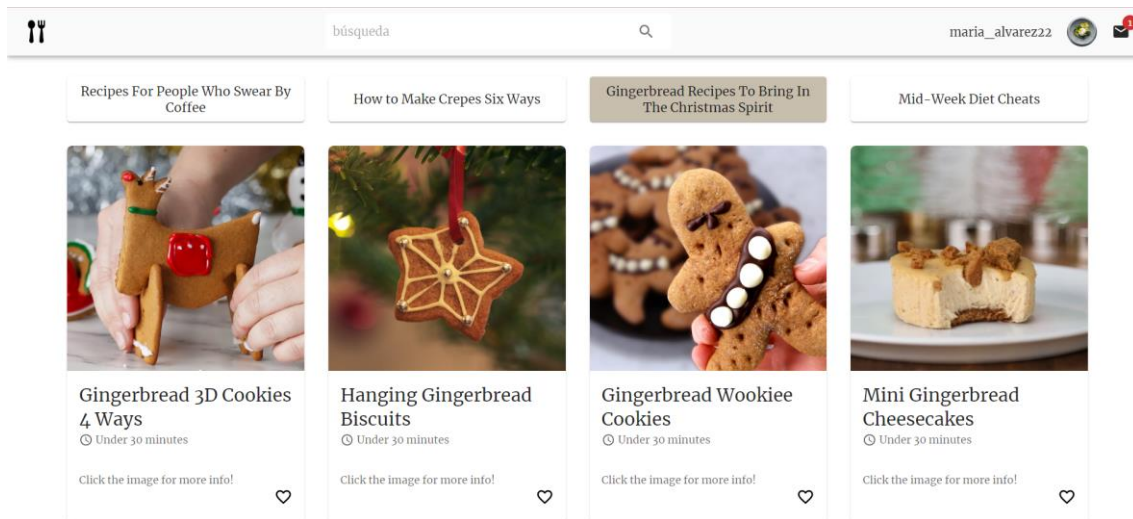 búsqueda
maria_alvarez22
1
Recipes For People Who Swear By
Coffee
How to Make Crepes Six Ways
Gingerbread Recipes To Bring In
The Christmas Spirit
Mid-Week Diet Cheats
Gingerbread 3D Cookies
4 Ways
Under 30 minutes
Click the image for more info!
Hanging Gingerbread
Biscuits
Under 30 minutes
Click the image for more info!
Gingerbread Wookiee
Cookies
Under 30 minutes
Click the image for more info!
Mini Gingerbread
Cheesecakes
Under 30 minutes
Click the image for more info!